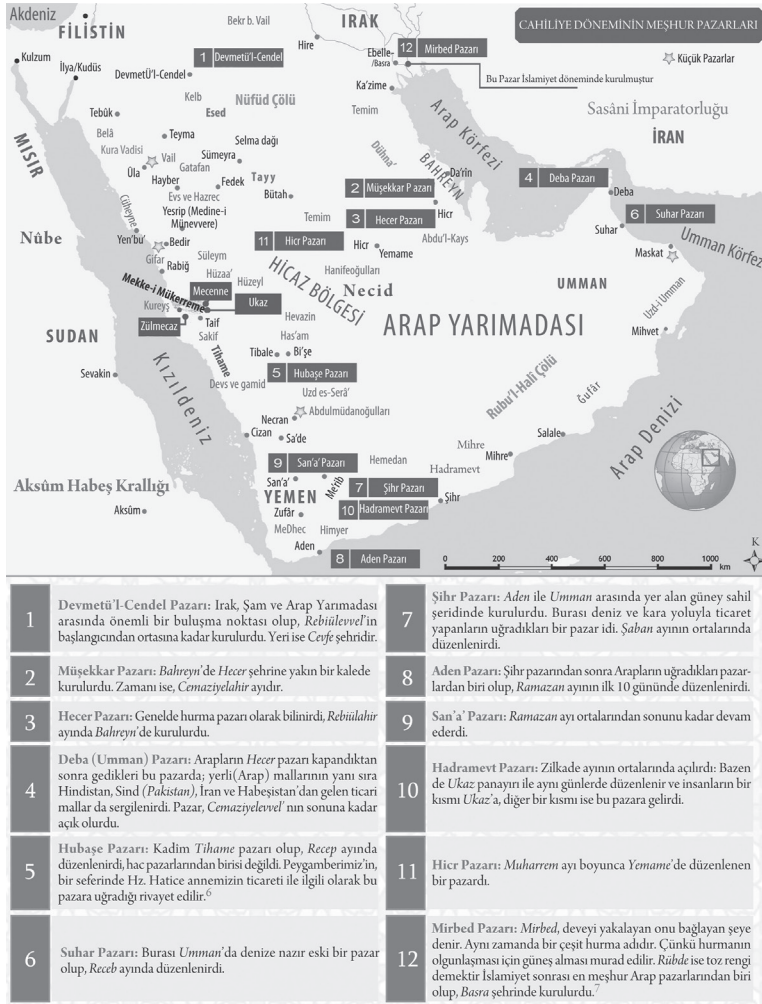 CAHİLİYE DÖNEMİNİN MEŞHUR PAZARLARI
Küçük Pazarlar
Akdeniz
FİLİSTİN
Bekr b. Vail
IRAK
Hire
Ebelle-
/Basra
12 Mirbed Pazarı
Bu Pazar İslamiyet döneminde kurulmuştur
Kulzum
İlya/Kudüs
1 Devmetü'l-Cendel
DevmetÜ'l-Cendel
Ka'zime
Kelb
Nüfüd Çölü
Esed
Temim
Sasâni İmparatorluğu
İRAN
Tebûk
Belâ
Kura Vadisi
Teyma
Vail
Gatafan
Selma dağı
Sümeyra
Ûla
Hayber
Fedek
Tayy
Bütah
Evs ve Hazrec
MISIR
Arap Körfezi
Dühna'
BAHREYN
Da'rin
2 Müşekkar P azarı
3 Hecer Pazarı
Hicr
Abdu'l-Kays
4 Deba Pazarı
Deba
Suhar
6 Suhar Pazarı
Umman Körfez
Maskat
Yesrip (Medine-i
Münevvere)
Cüheyne
Yen'bu'
Bedir
Gifar
Rabiğ
Nûbe
Temim
11 Hicr Pazarı
Hicr
Yemame
Hanifeoğulları
Süleym
Hüzaa'
Hüzeyl
HİCAZ BÖLGESİ
Necid
UMMAN
Uzd-i Umman
Mihvet
Mekke-i Mükerreme
Mecenne
Ukaz
Kureyş
Zülmecaz
Taif
Sakif
Hevazin
ARAP YARIMADASI
SUDAN
Sevakin
Kızıldeniz
Tihame
Has'am
Tibale
Bi'şe
5 Hubaşe Pazarı
Devs ve gamid
Uzd es-Serâ'
Abdulmüdanoğulları
Necran
Cizan
Sa'de
Rubu'l-Halî Çölü
Ğufâr
Salale
Mihre
Mihre
Hadramevt
Arap Denizi
9 San'a' Pazarı
Hemedan
San'a'
Me'rib
YEMEN
7 Şihr Pazarı
Şihr
10 Hadramevt Pazarı
Zufâr
MeDhec
Himyer
Aden
8 Aden Pazarı
Aksûm Habeş Krallığı
Aksûm
K
0 200 400 600 800 1000
km
1
Devmetü'l-Cendel Pazarı: Irak, Şam ve Arap Yarımadası
arasında önemli bir buluşma noktası olup, Rebiülevvel'in
başlangıcından ortasına kadar kurulurdu. Yeri ise Cevfe şehridir.
2
Müşekkar Pazarı: Bahreyn'de Hecer şehrine yakın bir kalede
kurulurdu. Zamanı ise, Cemaziyelahir ayıdır.
3
Hecer Pazarı: Genelde hurma pazarı olarak bilinirdi, Rebiülahir
ayında Bahreyn'de kurulurdu.
4
Deba (Umman) Pazarı: Arapların Hecer pazarı kapandıktan
sonra gedikleri bu pazarda; yerli(Arap) mallarının yanı sıra
Hindistan, Sind (Pakistan), İran ve Habeşistan'dan gelen ticari
mallar da sergilenirdi. Pazar, Cemaziyelevvel' nın sonuna kadar
açık olurdu.
5
Hubaşe Pazarı: Kadîm Tihame pazarı olup, Recep ayında
düzenlenirdi, hac pazarlarından birisi değildi. Peygamberimiz'in,
bir seferinde Hz. Hatice annemizin ticareti ile ilgili olarak bu
pazara uğradığı rivayet edilir.6
6
Suhar Pazarı: Burası Umman'da denize nazır eski bir pazar
olup, Receb ayında düzenlenirdi.
7
Şihr Pazarı: Aden ile Umman arasında yer alan güney sahil
şeridinde kurulurdu. Burası deniz ve kara yoluyla ticaret
yapanların uğradıkları bir pazar idi. Şaban ayının ortalarında
düzenlenirdi.
8
Aden Pazarı: Şihr pazarından sonra Arapların uğradıkları pazar-
lardan biri olup, Ramazan ayının ilk 10 gününde düzenlenirdi.
9
San'a' Pazarı: Ramazan ayı ortalarından sonunu kadar devam
ederdi.
10
Hadramevt Pazarı: Zilkade ayının ortalarında açılırdı: Bazen
de Ukaz panayırı ile aynı günlerde düzenlenir ve insanların bir
kısmı Ukaz'a, diğer bir kısmı ise bu pazara gelirdi.
11
Hicr Pazarı: Muharrem ayı boyunca Yemame'de düzenlenen
bir pazardı.
12
Mirbed Pazarı: Mirbed, deveyi yakalayan onu bağlayan şeye
denir. Aynı zamanda bir çeşit hurma adıdır. Çünkü hurmanın
olgunlaşması için güneş alması murad edilir. Rübde ise toz rengi
demektir İslamiyet sonrası en meşhur Arap pazarlarından biri
olup, Basra şehrinde kurulurdu.7